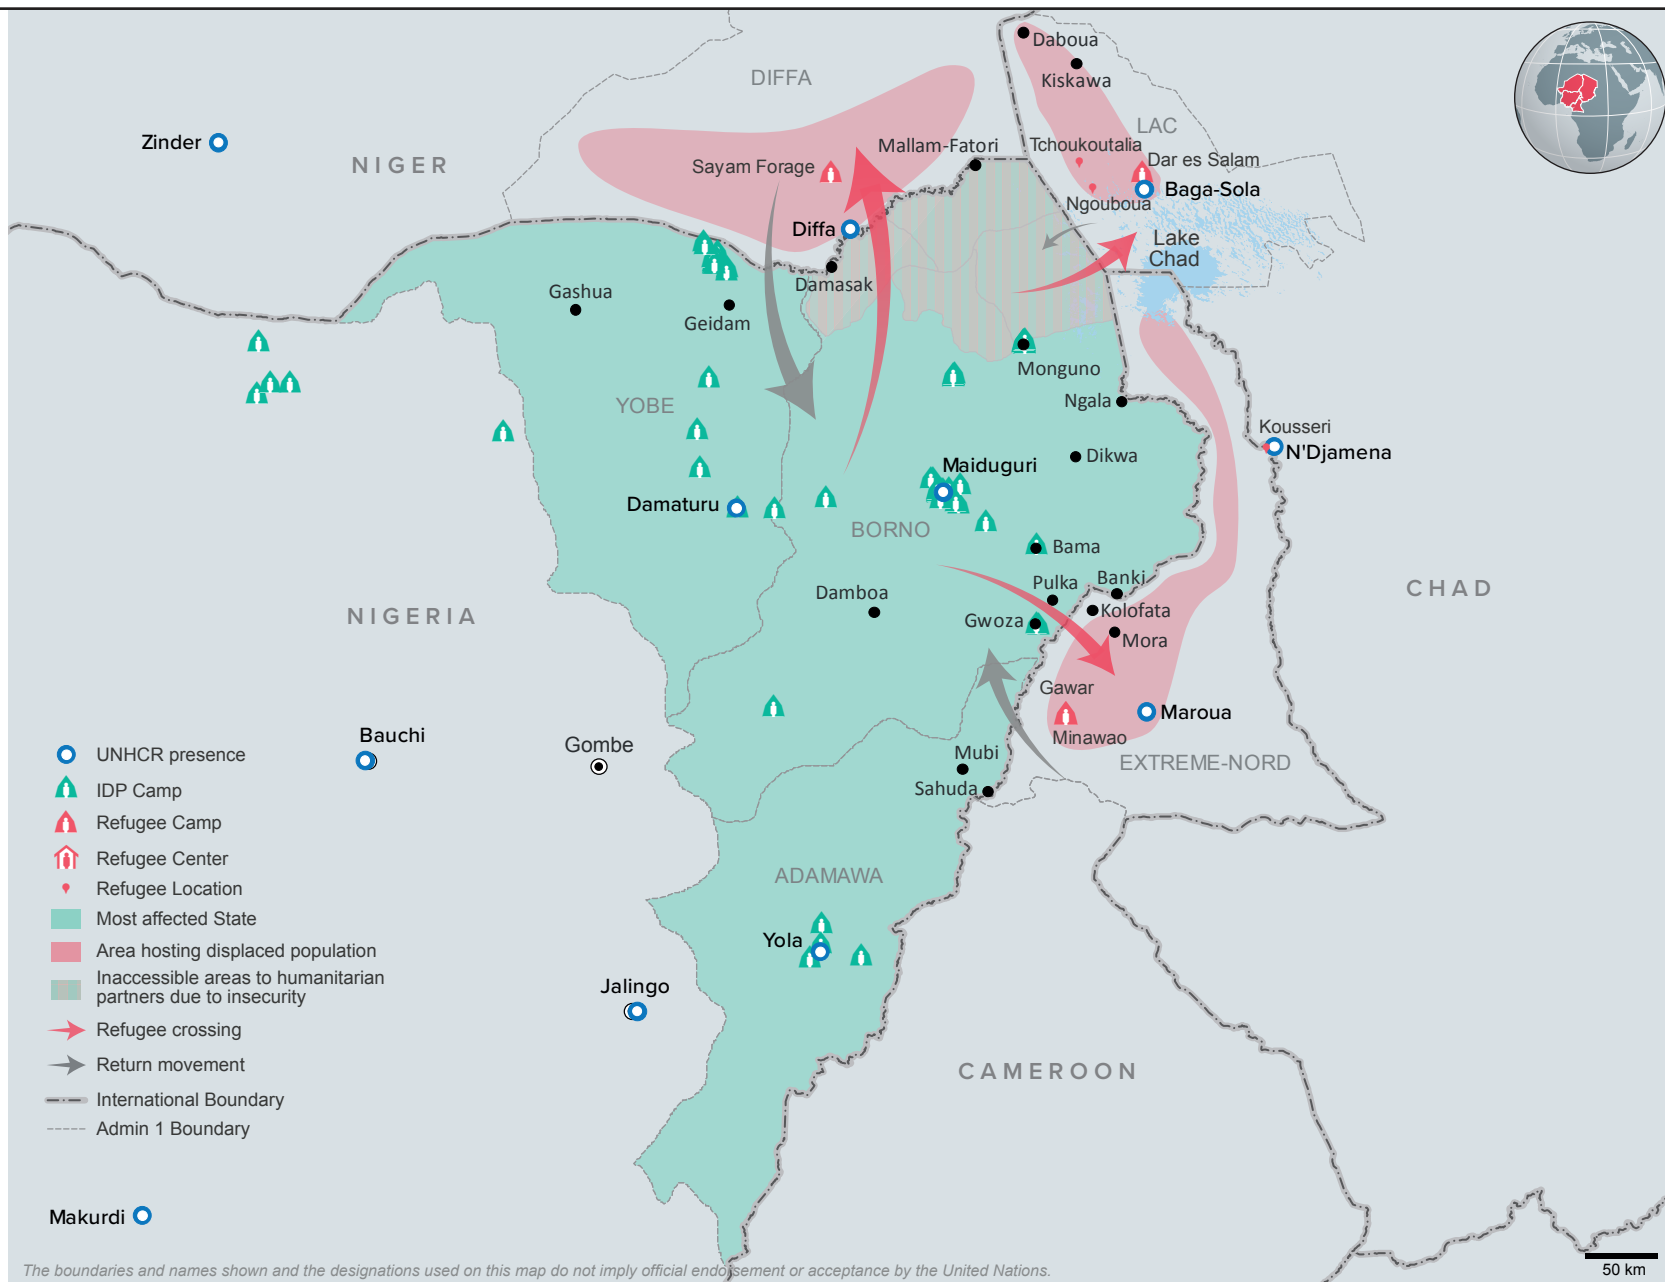 Daboua
Kiskawa
DIFFA
LAC
Zinder
NIGER
Mallam-Fatori
Tchoukoutalia
Dar es Salam
Sayam Forage
Baga-Sola
Ngouboua
Diffa
Lake
Chad
Damasak
Gashua
Geidam
Monguno
Ngala
YOBE
Kousseri
N'Djamena
Dikwa
Maiduguri
Damaturu
BORNO
Bama
Pulka
Banki
CHAD
Damboa
Kolofata
NIGERIA
Gwoza
Mora
Gawar
Maroua
Minawao
Bauchi
Gombe
Mubi
EXTREME-NORD
Sahuda
ADAMAWA
Yola
Jalingo
CAMEROON
Makurdi
UNHCR presence
IDP Camp
Refugee Camp
Refugee Center
Refugee Location
Most affected State
Area hosting displaced population
Inaccessible areas to humanitarian
partners due to insecurity
Refugee crossing
Return movement
International Boundary
Admin 1 Boundary
The boundaries and names shown and the designations used on this map do not imply official endorsement or acceptance by the United Nations.
50 km